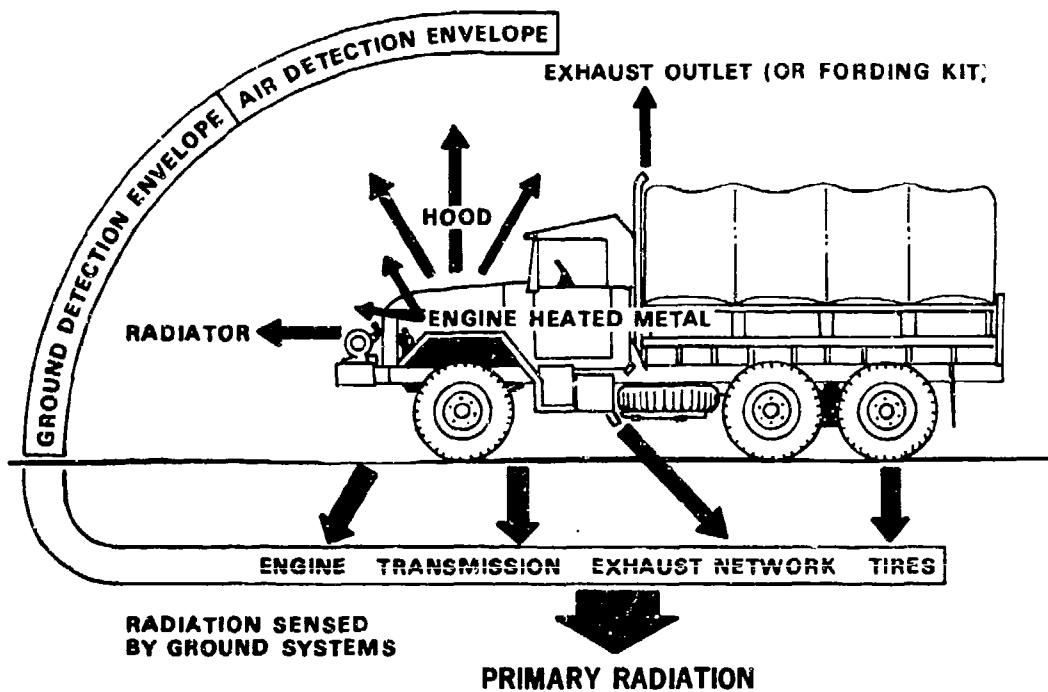 AIR DETECTION ENVELOPE
GROUND DETECTION ENVELOPE
EXHAUST OUTLET (OR FORDING KIT)
HOOD
RADIATOR
ENGINE HEATED METAL
ENGINE TRANSMISSION EXHAUST NETWORK TIRES
RADIATION SENSED
BY GROUND SYSTEMS
PRIMARY RADIATION